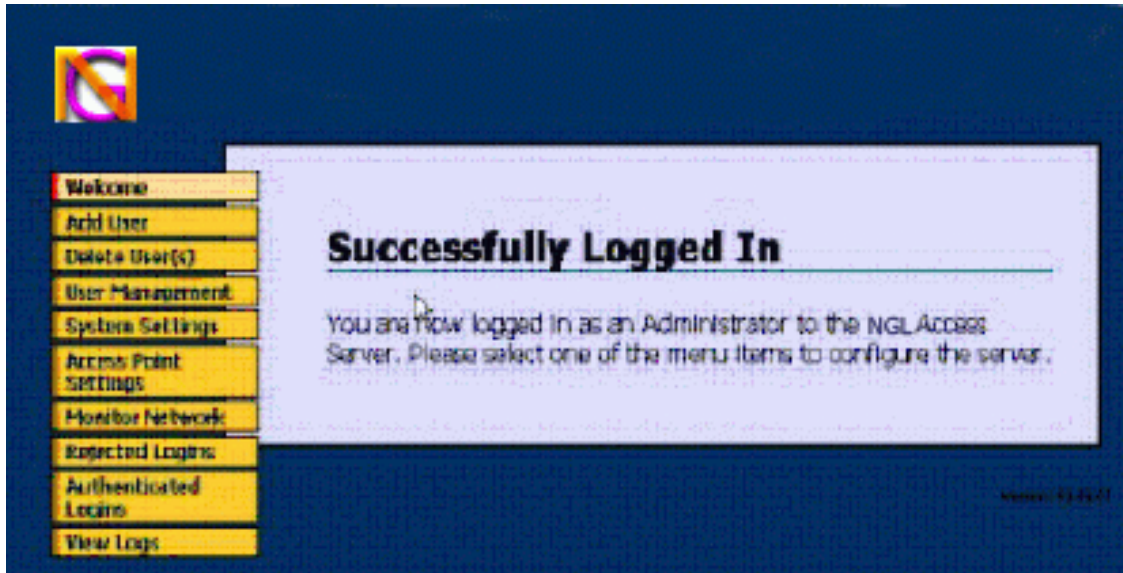 NG
Welcome
Add User
Delete User(s)
User Management
System Settings
Access Point
Settings
Monitor Network
Rejected Logins
Authenticated
Logins
View Logs
Successfully Logged In
You are now logged in as an Administrator to the NGL Access
Server. Please select one of the menu items to configure the server.